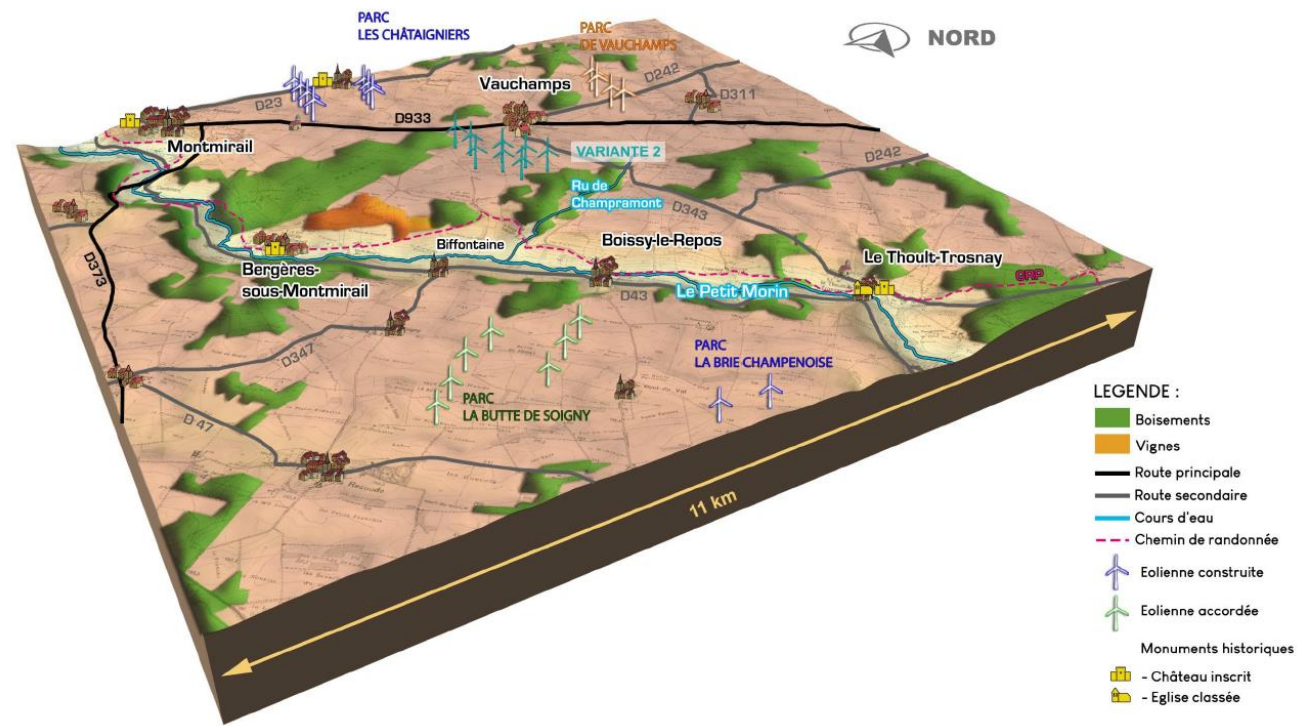 PARC
LES CHÂTAIGNIERS
PARC
DE VAUCHAMPS
NORD
Vauchamps
D242
D311
D23
D933
Montmirail
VARIANTE 2
D242
Ru de
Champramont
D343
D373
Biffontaine
Boissy-le-Repos
Le Thoult-Trosnay
Bergères-
sous-Montmirail
D43
Le Petit Morin
GRP
D347
PARC
LA BRIE CHAMPENOISE
PARC
LA BUTTE DE SOIGNY
D 47
11 km
LEGENDE :
Boisements
Vignes
Route principale
Route secondaire
Cours d'eau
Chemin de randonnée
Eolienne construite
Eolienne accordée
Monuments historiques
- Château inscrit
- Eglise classée